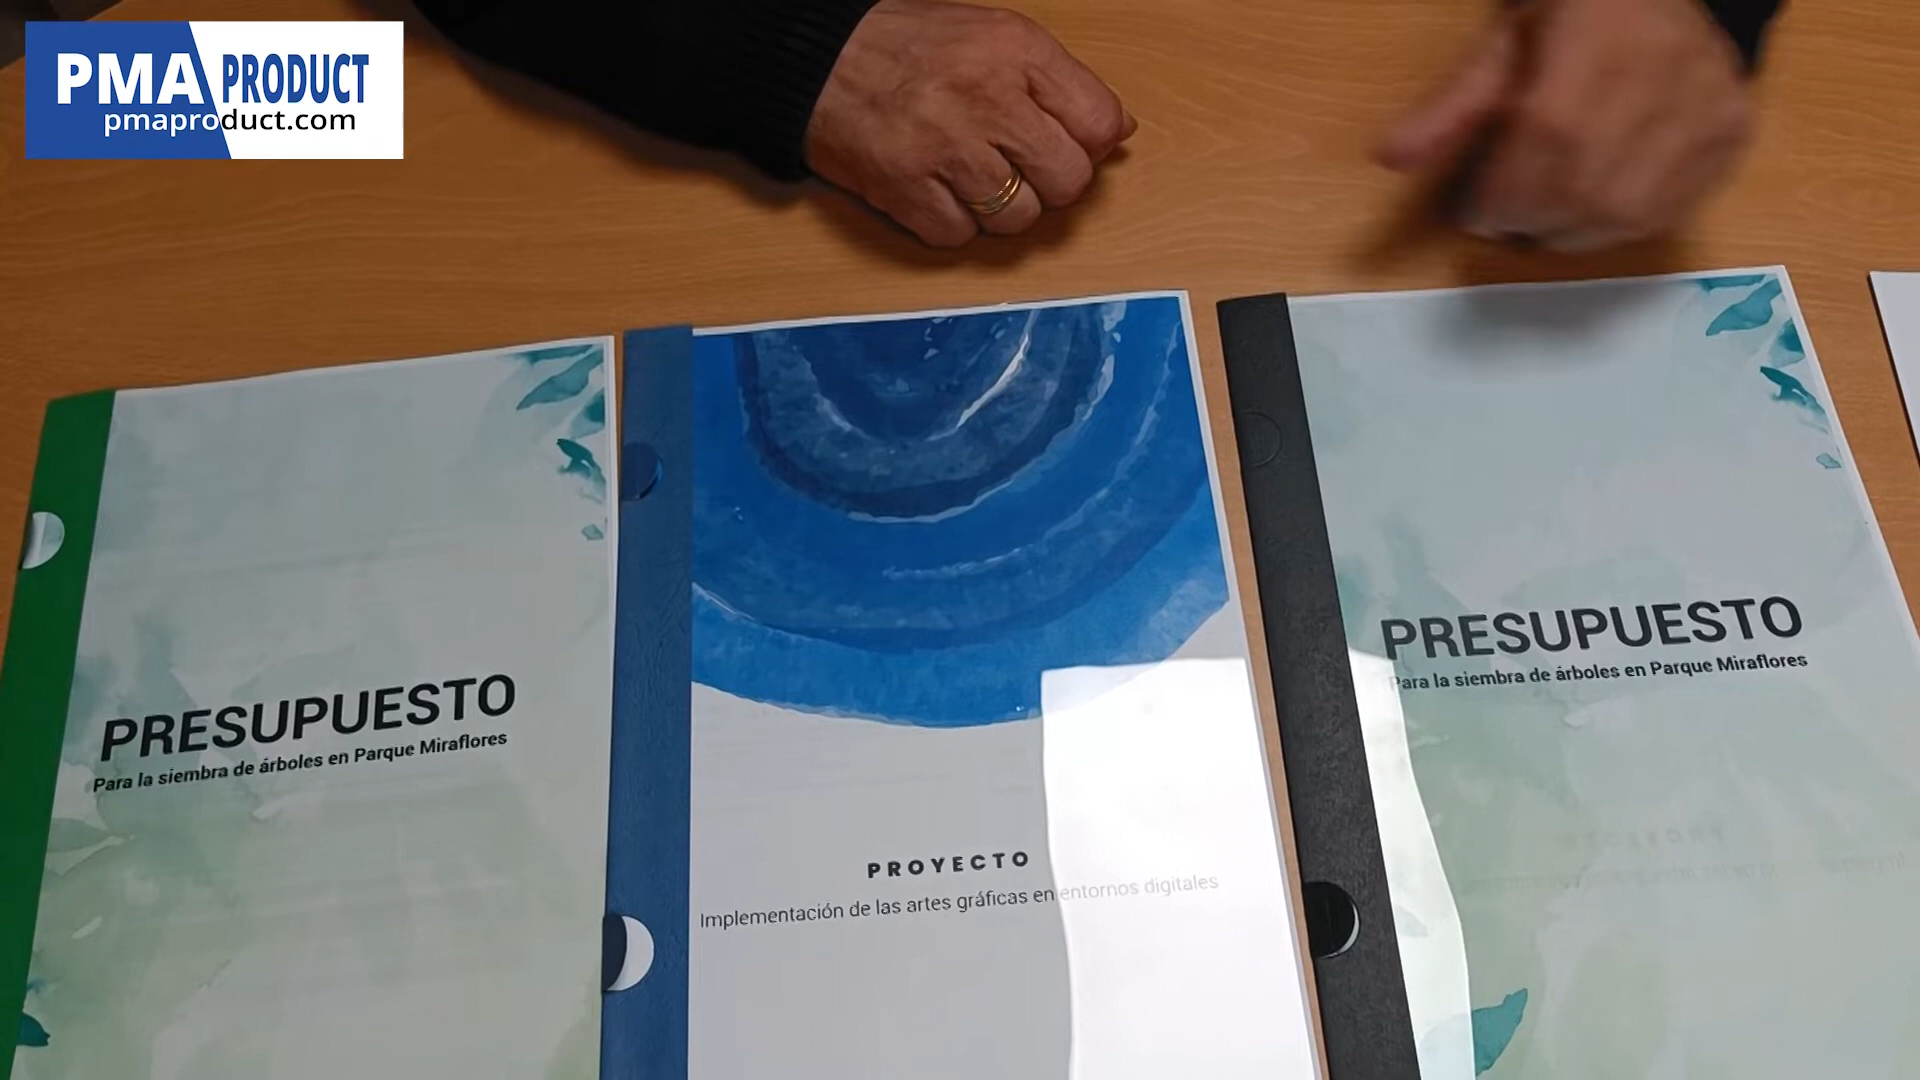 PMA PRODUCT
pmaproduct.com
PRESUPUESTO
Para la siembra de árboles en Parque Miraflores
PROYECTO
Implementación de las artes gráficas en entornos digitales
PRESUPUESTO
Para la siembra de árboles en Parque Miraflores